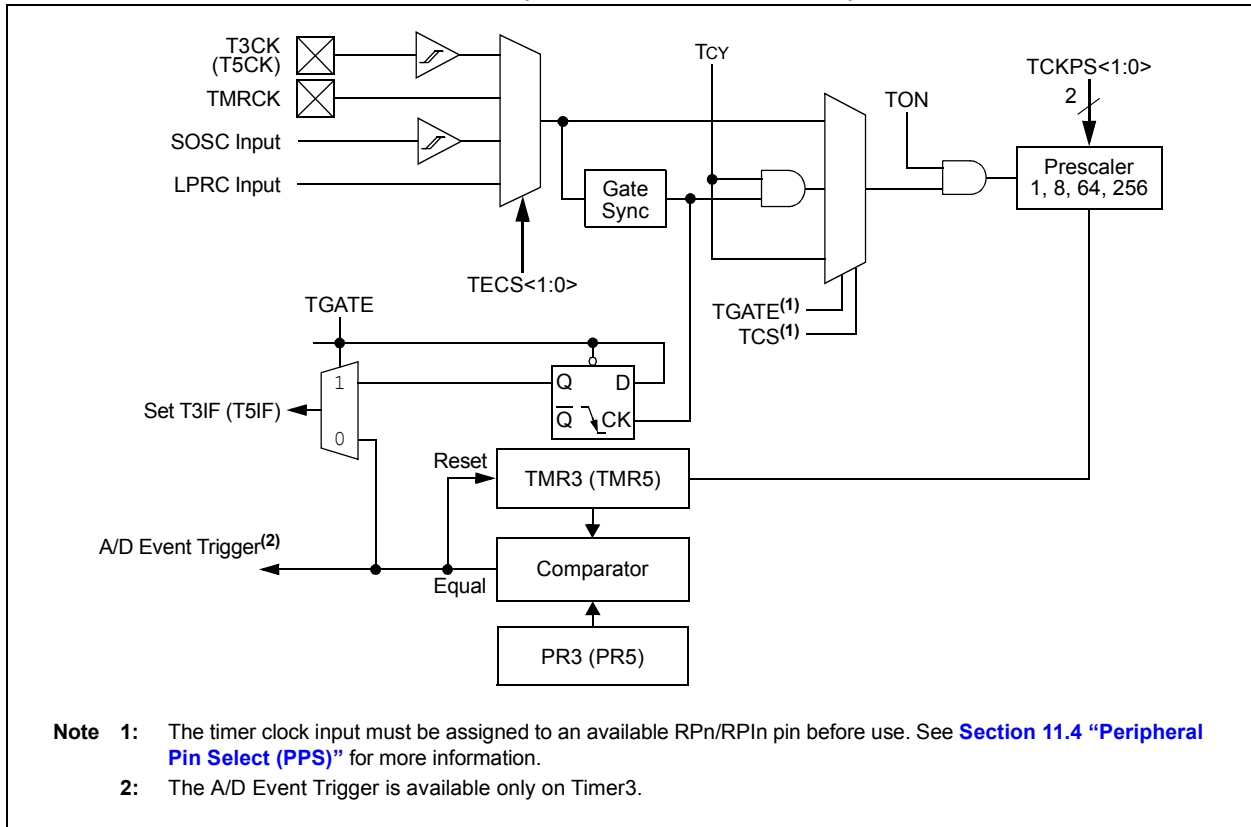 T3CK
(T5CK)
TMRCK
SOSC Input
LPRC Input
TECS<1:0>
TCY
Gate
Sync
TGATE(1)
TCS(1)
TON
TCKPS<1:0>
2
Prescaler
1, 8, 64, 256
TGATE
1
0
Set T3IF (T5IF)
Q D
Q CK
Reset
TMR3 (TMR5)
A/D Event Trigger(2)
Equal
Comparator
PR3 (PR5)
Note 1: The timer clock input must be assigned to an available RPn/RPIn pin before use. See Section 11.4 “Peripheral
Pin Select (PPS)” for more information.
2: The A/D Event Trigger is available only on Timer3.